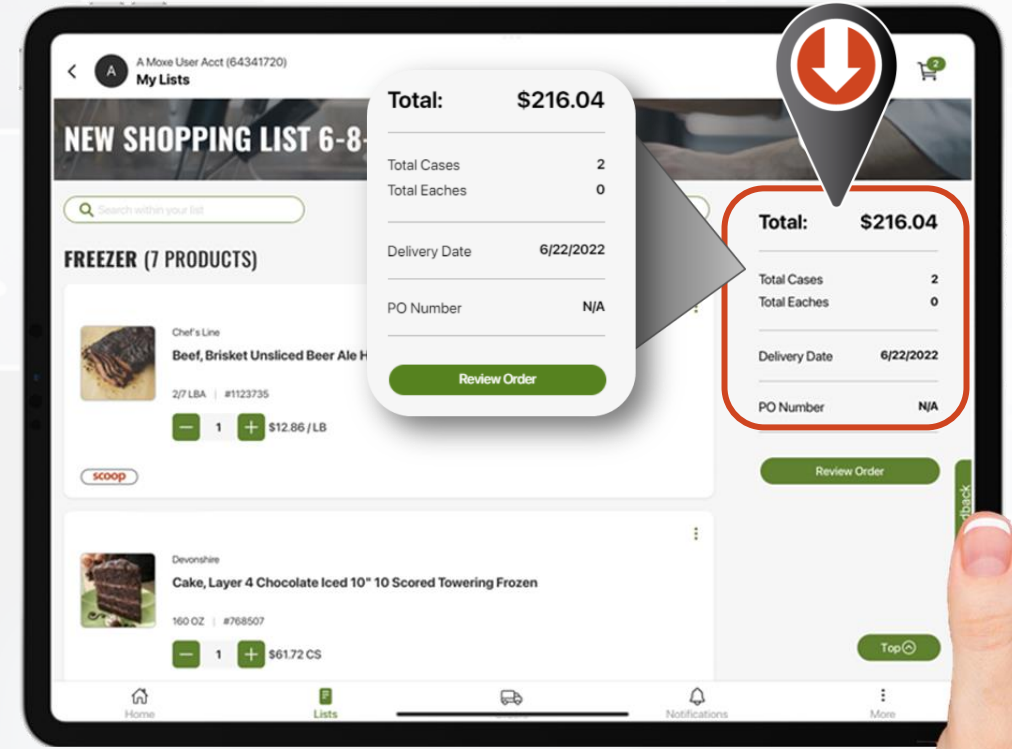 A Moxe User Acct (64341720)
My Lists
2
NEW SHOPPING LIST 6-8-
Search within your list
FREEZER (7 PRODUCTS)
Chef's Line
Beef, Brisket Unsliced Beer Ale H
2/7 LBA | #1123735
1
$12.86 / LB
scoop
Devonshire
Cake, Layer 4 Chocolate Iced 10" 10 Scored Towering Frozen
160 OZ | #768507
1
$61.72 CS
Total: $216.04
Total Cases 2
Total Eaches 0
Delivery Date 6/22/2022
PO Number N/A
Review Order
Total: $216.04
Total Cases 2
Total Eaches 0
Delivery Date 6/22/2022
PO Number N/A
Review Order
dback
Top
Home
Lists
Notifications
More
A